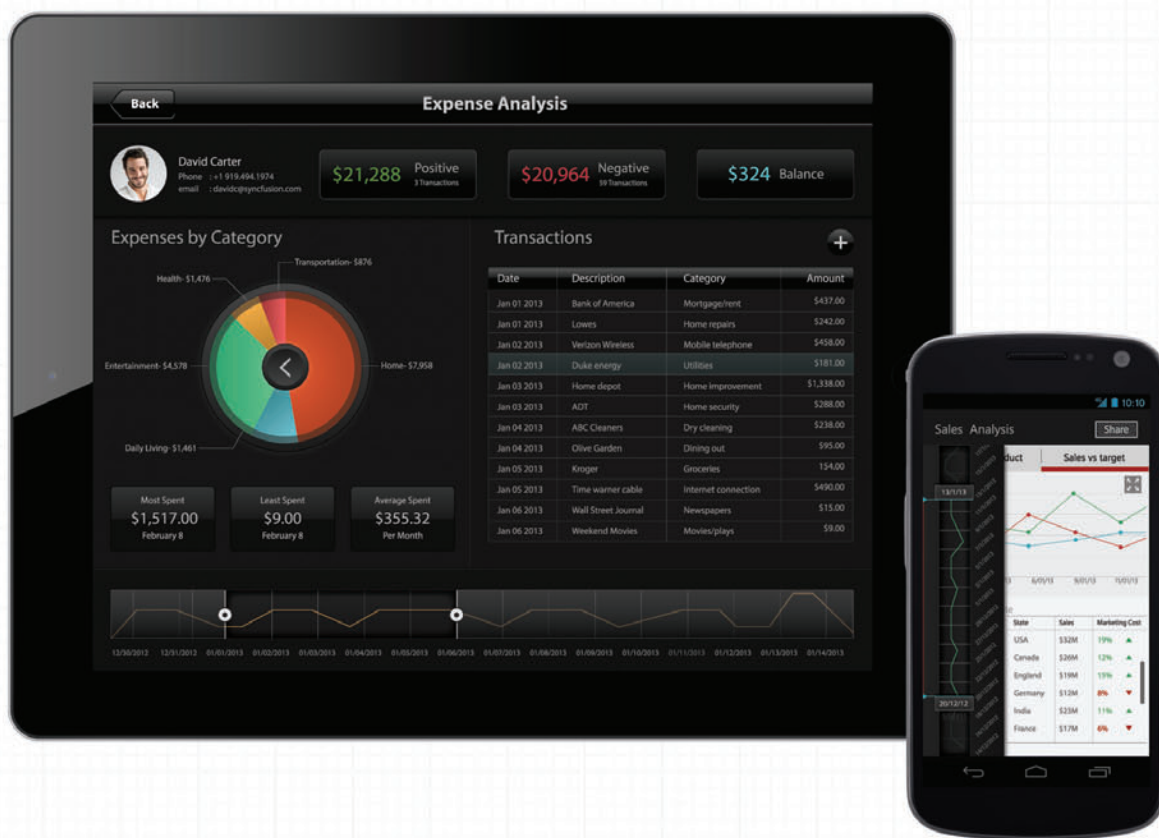 Back
Expense Analysis
David Carter
Phone : +1 919.494.1974
email : davidc@syncfusion.com
$21,288 Positive
3 Transactions
$20,964 Negative
59 Transactions
$324 Balance
Expenses by Category
Transportation- $876
Health- $1,476
Entertainment- $4,578
Home- $7,958
Daily Living- $1,461
Most Spent
$1,517.00
February 8
Least Spent
$9.00
February 8
Average Spent
$355.32
Per Month
Transactions
+
Date Description Category Amount
Jan 01 2013 Bank of America Mortgage/rent $437.00
Jan 01 2013 Lowes Home repairs $242.00
Jan 02 2013 Verizon Wireless Mobile telephone $458.00
Jan 02 2013 Duke energy Utilities $181.00
Jan 03 2013 Home depot Home improvement $1,338.00
Jan 03 2013 ADT Home security $288.00
Jan 04 2013 ABC Cleaners Dry cleaning $238.00
Jan 04 2013 Olive Garden Dining out $95.00
Jan 05 2013 Kroger Groceries 154.00
Jan 05 2013 Time warner cable Internet connection $490.00
Jan 06 2013 Wall Street Journal Newspapers $15.00
Jan 06 2013 Weekend Movies Movies/plays $9.00
12/30/2012 12/31/2012 01/01/2013 01/02/2013 01/03/2013 01/04/2013 01/05/2013 01/06/2013 01/07/2013 01/08/2013 01/09/2013 01/10/2013 01/11/2013 01/12/2013 01/13/2013 01/14/2013
10:10
Sales Analysis
Share
duct
Sales vs target
13/1/13
20/12/12
13 6/01/13 9/01/13 11/01/13
State Sales Marketing Cost
USA $32M 19%
Canada $26M 12%
England $19M 15%
Germany $12M 8%
India $23M 11%
France $17M 6%